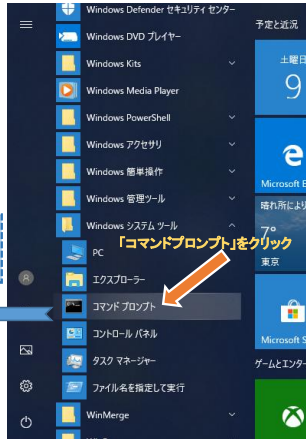 Windows Defender セキュリティ センター
Windows DVD プレイヤー
Windows Kits
Windows Media Player
Windows PowerShell
Windows アクセサリ
Windows 簡単操作
Windows 管理ツール
Windows システム ツール
「コマンドプロンプト」をクリック
PC
エクスプローラー
コマンド プロンプト
コントロール パネル
タスク マネージャー
ファイル名を指定して実行
WinMerge
予定と近況
土曜日
9
Microsoft E
晴れ所により
7°
東京
Microsoft S
ゲームとエンター